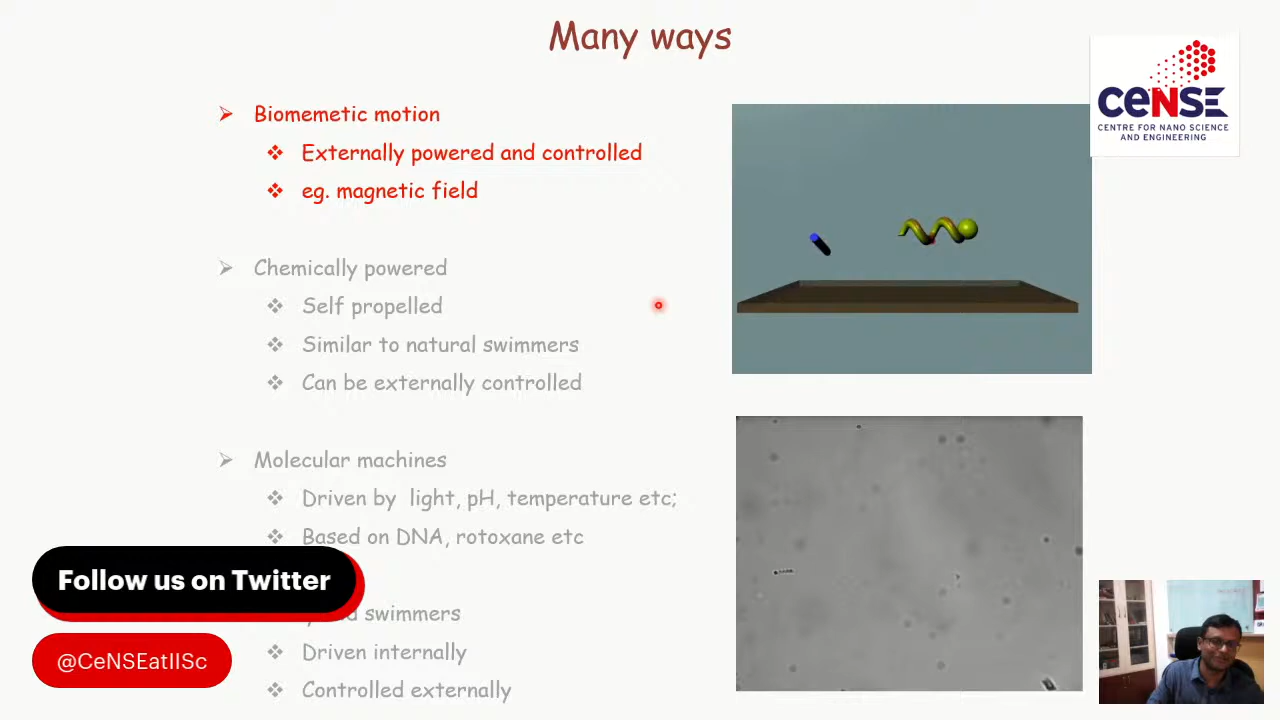 Many ways
Biomemetic motion
Externally powered and controlled
eg. magnetic field
Chemically powered
Self propelled
Similar to natural swimmers
Can be externally controlled
Molecular machines
Driven by light, pH, temperature etc;
Based on DNA, rotoxane etc
swimmers
Driven internally
Controlled externally
CeNSE
CENTRE FOR NANO SCIENCE
AND ENGINEERING
Follow us on Twitter
@CeNSEatIISc